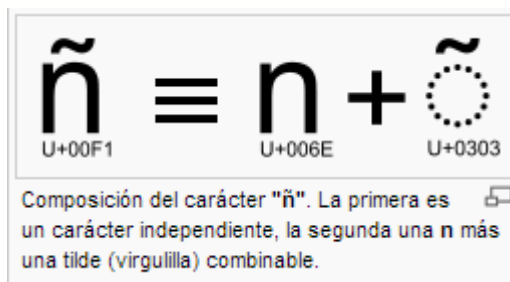 ñ ≡ n + ◌̃
U+00F1 U+006E U+0303
Composición del carácter "ñ". La primera es
un carácter independiente, la segunda una n más
una tilde (virgulilla) combinable.